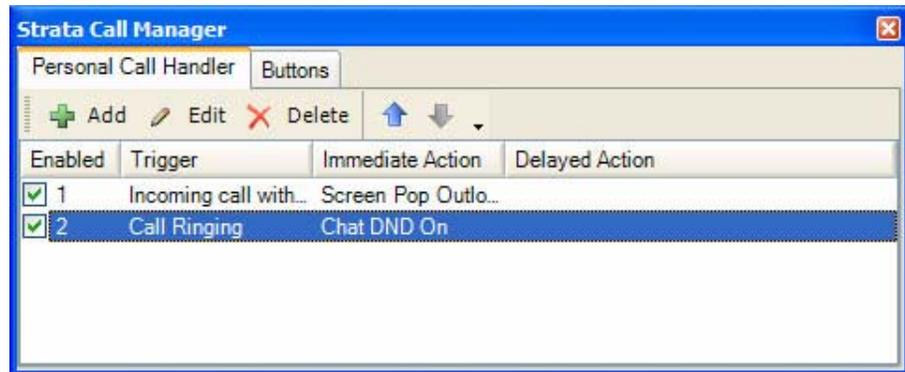 Strata Call Manager
Personal Call Handler Buttons
Add Edit Delete
Enabled Trigger Immediate Action Delayed Action
1 Incoming call with... Screen Pop Outlo...
2 Call Ringing Chat DND On